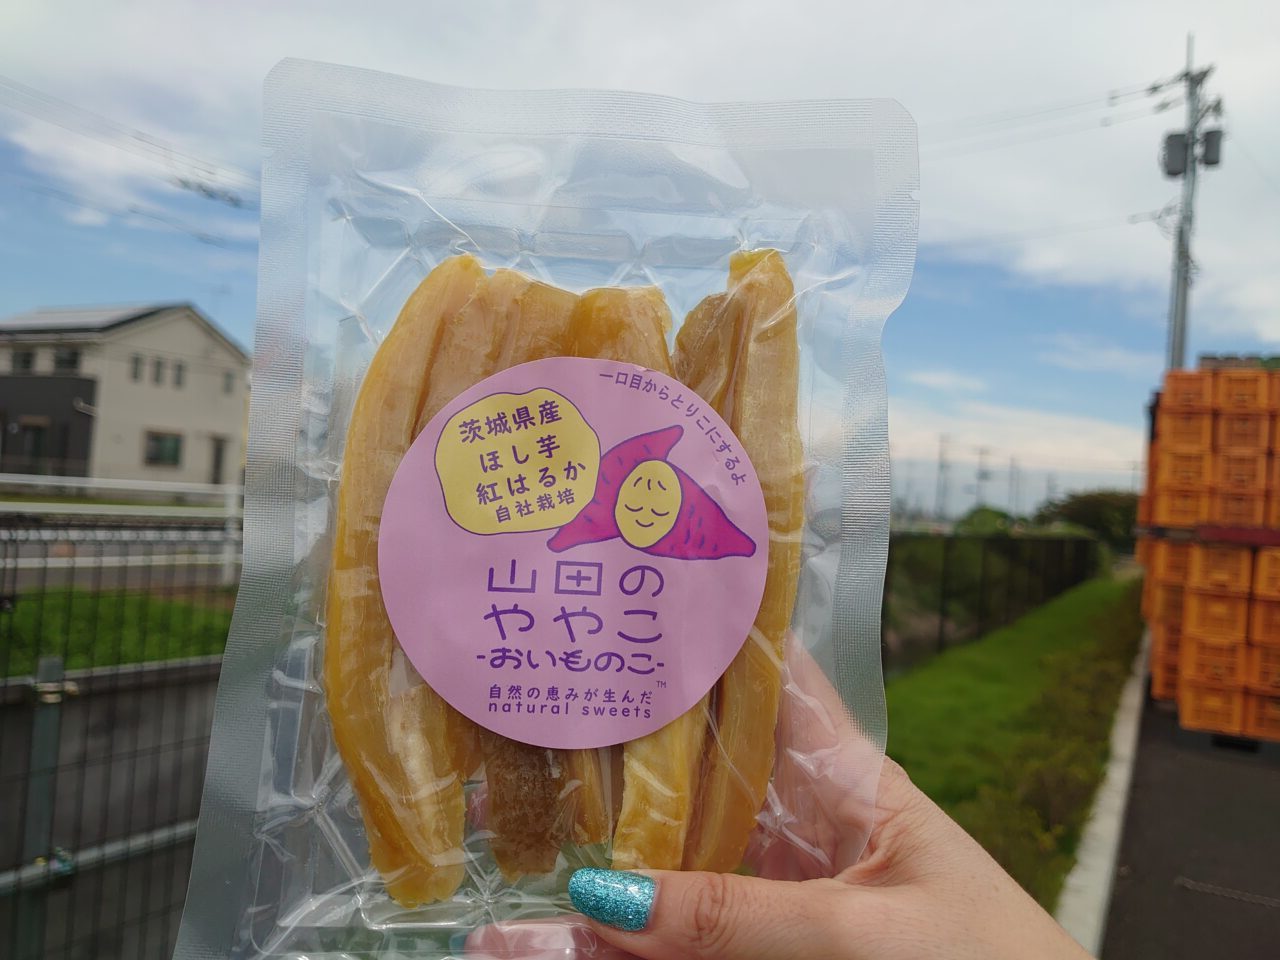 一口目からとりこにするよ
茨城県産
ほし芋
紅はるか
自社栽培
山田の
ややこ
-おいものこ-
TM
自然の恵みが生んだ
natural sweets